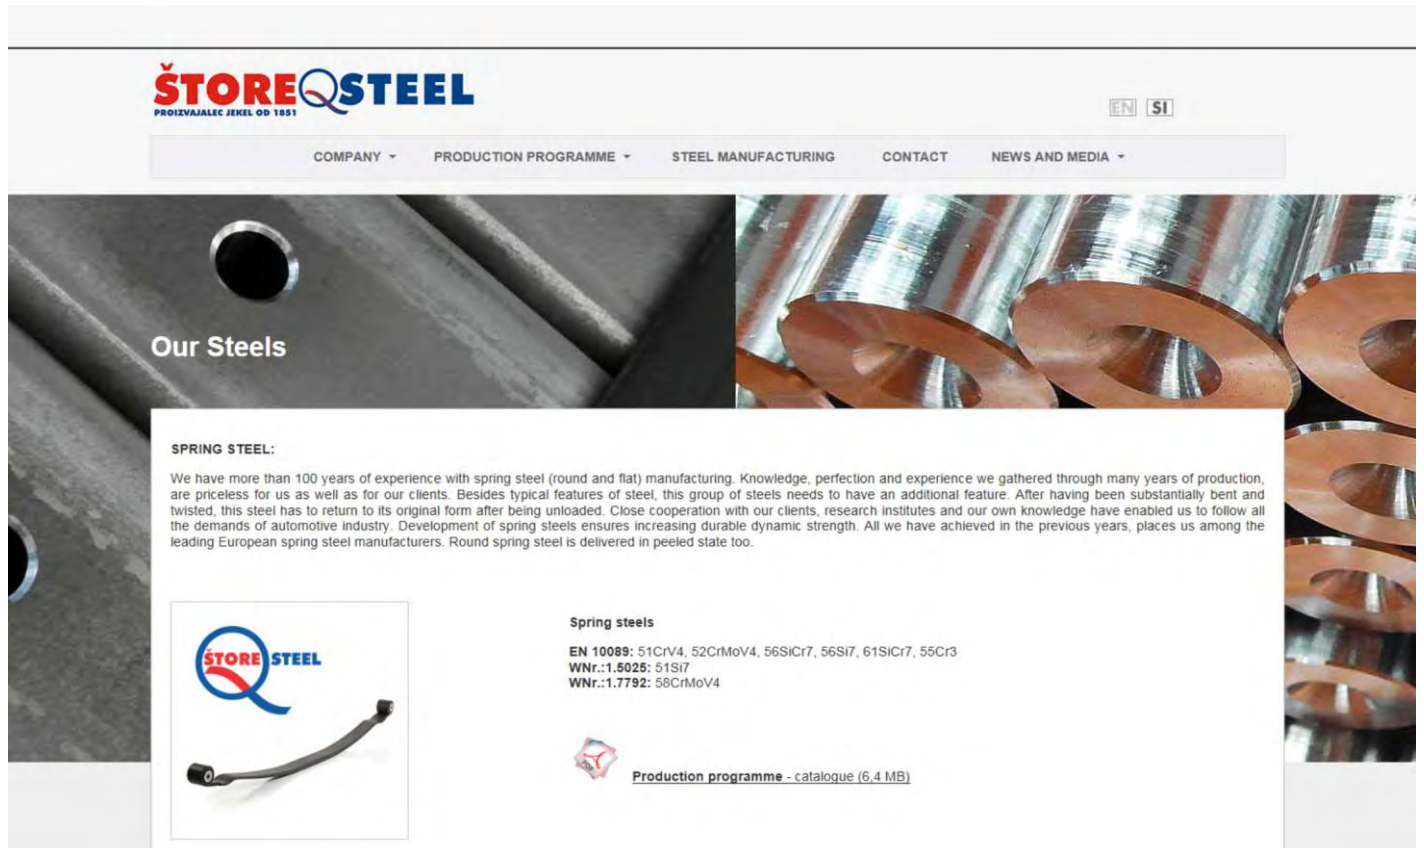 ŠTORE STEEL
PROIZVAJALEC JEKEL OD 1851
EN SI
COMPANY PRODUCTION PROGRAMME STEEL MANUFACTURING CONTACT NEWS AND MEDIA
Our Steels
SPRING STEEL:
We have more than 100 years of experience with spring steel (round and flat) manufacturing. Knowledge, perfection and experience we gathered through many years of production,
are priceless for us as well as for our clients. Besides typical features of steel, this group of steels needs to have an additional feature. After having been substantially bent and
twisted, this steel has to return to its original form after being unloaded. Close cooperation with our clients, research institutes and our own knowledge have enabled us to follow all
the demands of automotive industry. Development of spring steels ensures increasing durable dynamic strength. All we have achieved in the previous years, places us among the
leading European spring steel manufacturers. Round spring steel is delivered in peeled state too.
ŠTORE STEEL
Spring steels
EN 10089: 51CrV4, 52CrMoV4, 56SiCr7, 56Si7, 61SiCr7, 55Cr3
WNr.:1.5025: 51Si7
WNr.:1.7792: 58CrMoV4
Production programme - catalogue (6,4 MB)